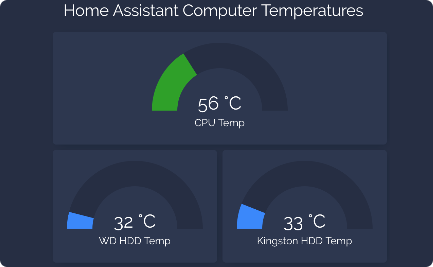 Home Assistant Computer Temperatures
56 °C
CPU Temp
32 °C
WD HDD Temp
33 °C
Kingston HDD Temp